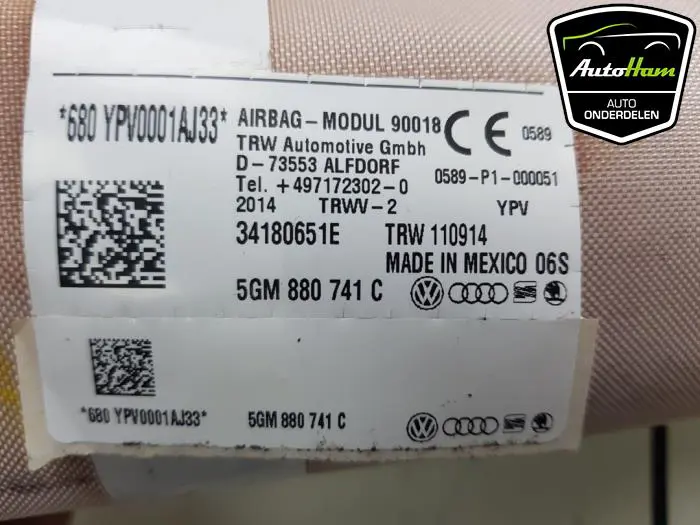 AutoHam
AUTO
ONDERDELEN
*680 YPV0001AJ33*
AIRBAG-MODUL 90018
CE 0589
TRW Automotive Gmbh
D-73553 ALFDORF
0589-P1-000051
Tel. +497172302-0
2014 TRWV-2 YPV
34180651E TRW 110914
MADE IN MEXICO 06S
5GM 880 741 C
*680 YPV0001AJ33*
5GM 880 741 C